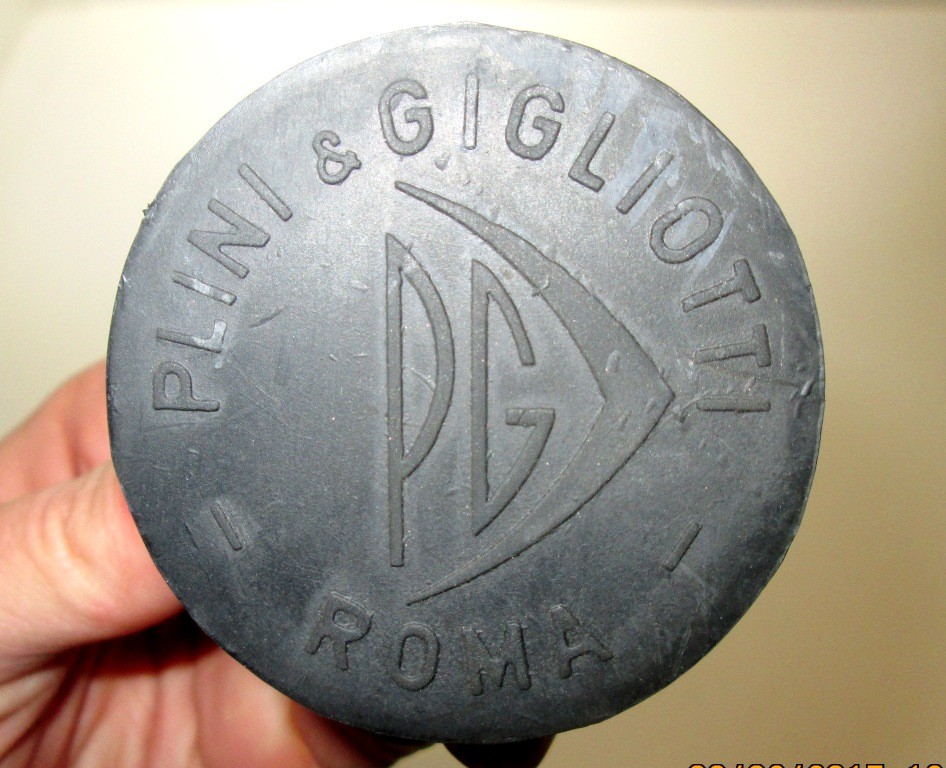 PLINI & GIGLIOTTI
PG
- ROMA -